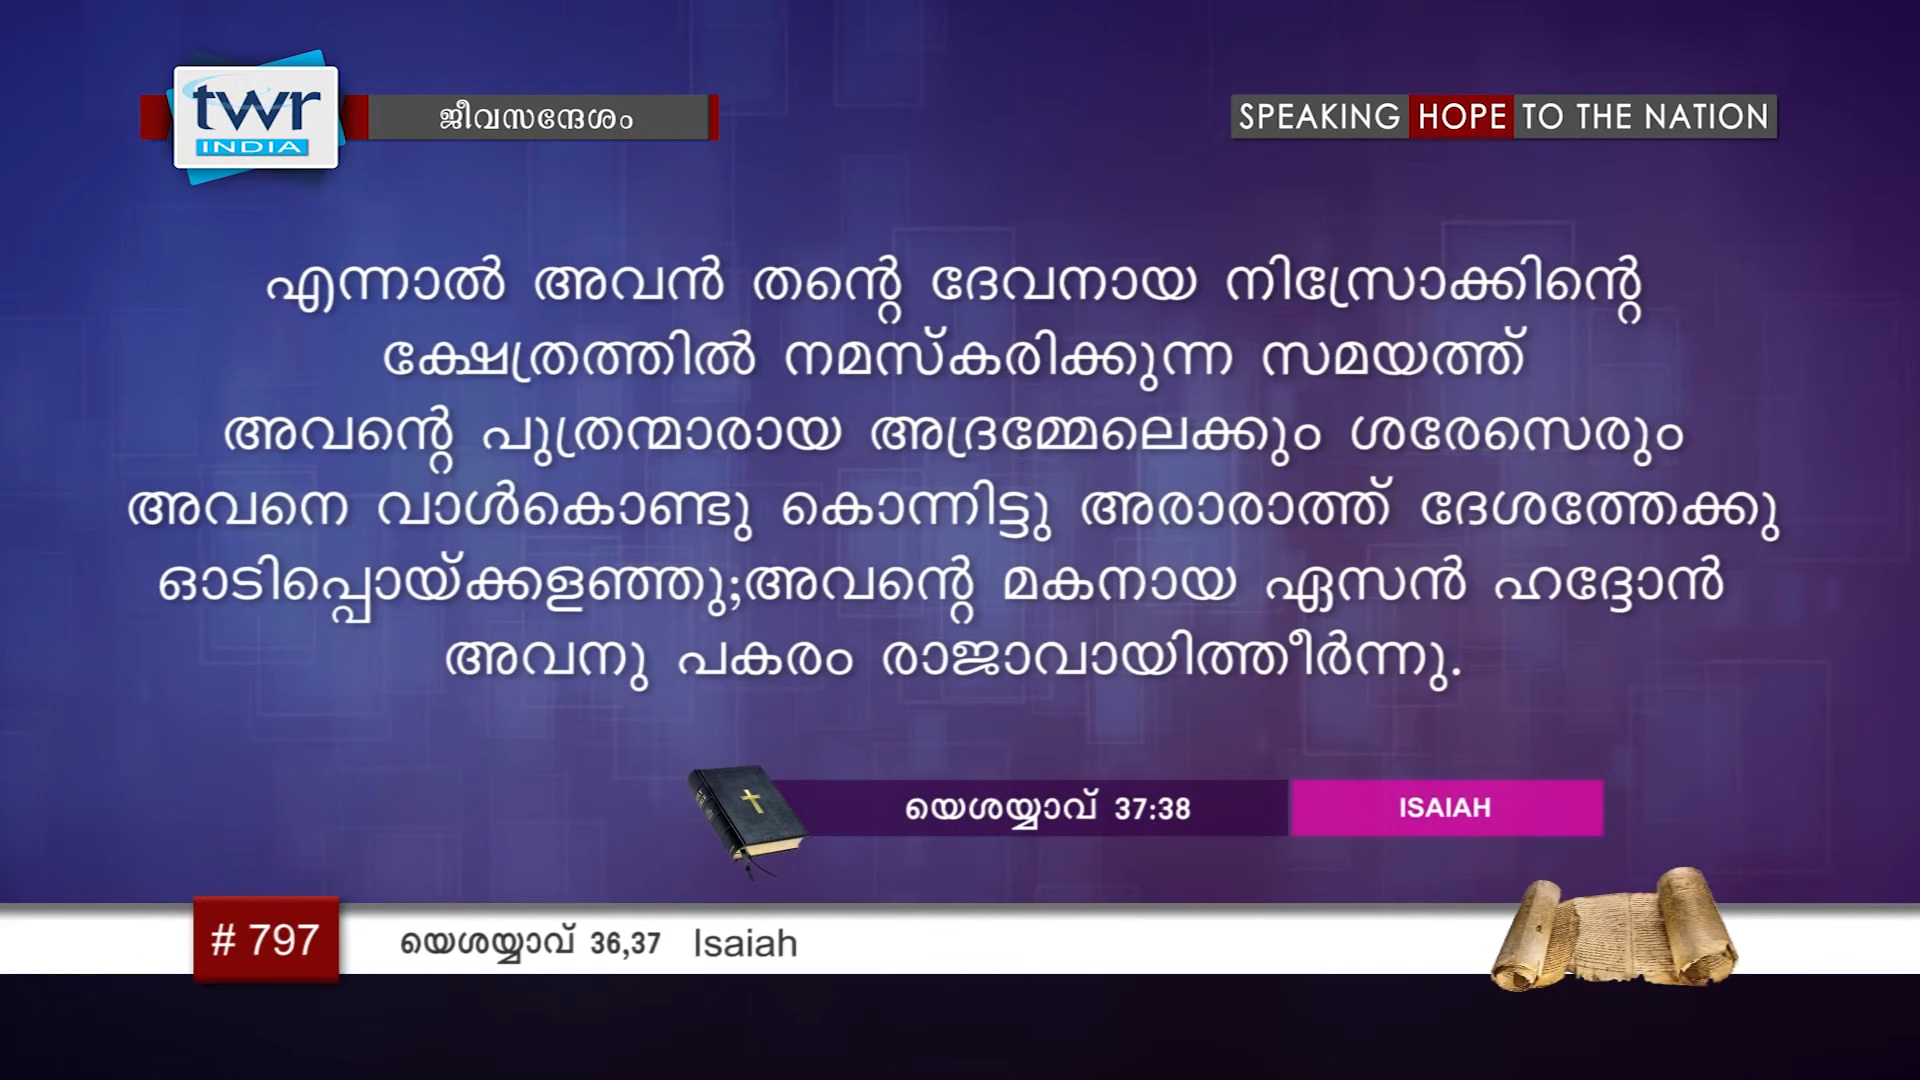 twr
INDIA
ജീവസന്ദേശം
SPEAKING HOPE TO THE NATION
എന്നാൽ അവൻ തന്റെ ദേവനായ നിസ്രോക്കിന്റെ
ക്ഷേത്രത്തിൽ നമസ്കരിക്കുന്ന സമയത്ത്
അവന്റെ പുത്രന്മാരായ അദ്രമ്മേലെക്കും ശരേസെരും
അവനെ വാൾകൊണ്ടു കൊന്നിട്ടു അരാരാത്ത് ദേശത്തേക്കു
ഓടിപ്പൊയ്ക്കളഞ്ഞു;അവന്റെ മകനായ ഏസൻ ഹദ്ദോൻ
അവനു പകരം രാജാവായിത്തീർന്നു.
യെശയ്യാവ് 37:38
ISAIAH
# 797
യെശയ്യാവ് 36,37 Isaiah